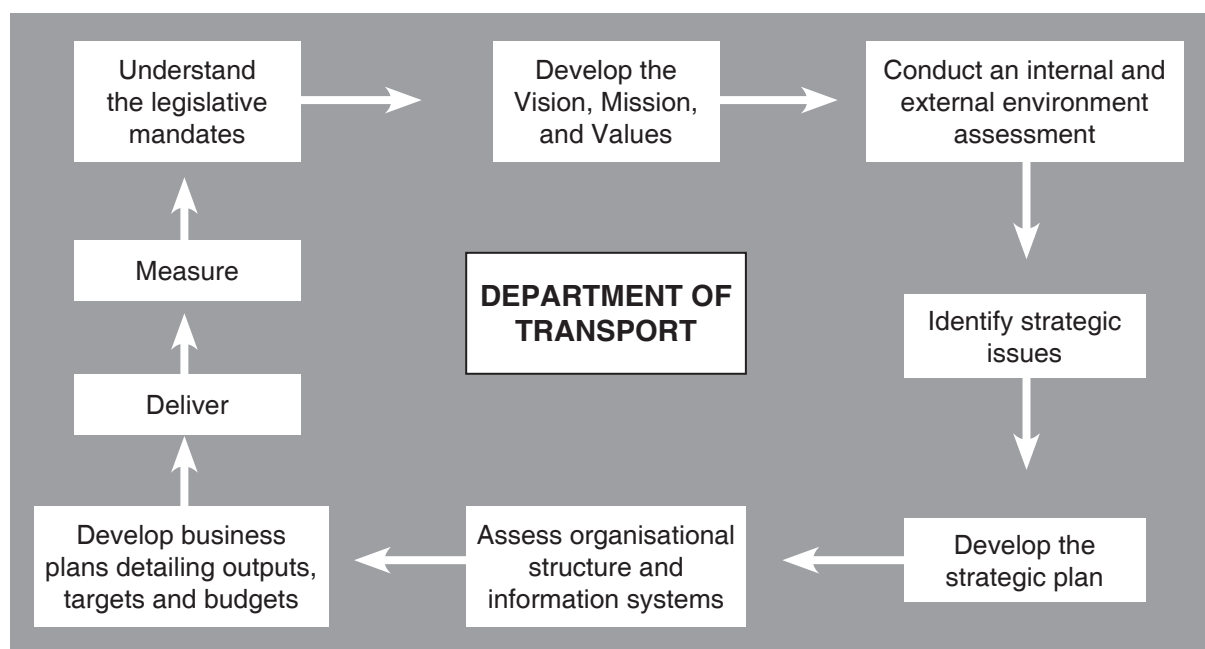 Understand
the legislative
mandates
Develop the
Vision, Mission,
and Values
Conduct an internal and
external environment
assessment
Measure
DEPARTMENT OF
TRANSPORT
Identify strategic
issues
Deliver
Develop business
plans detailing outputs,
targets and budgets
Assess organisational
structure and
information systems
Develop the
strategic plan